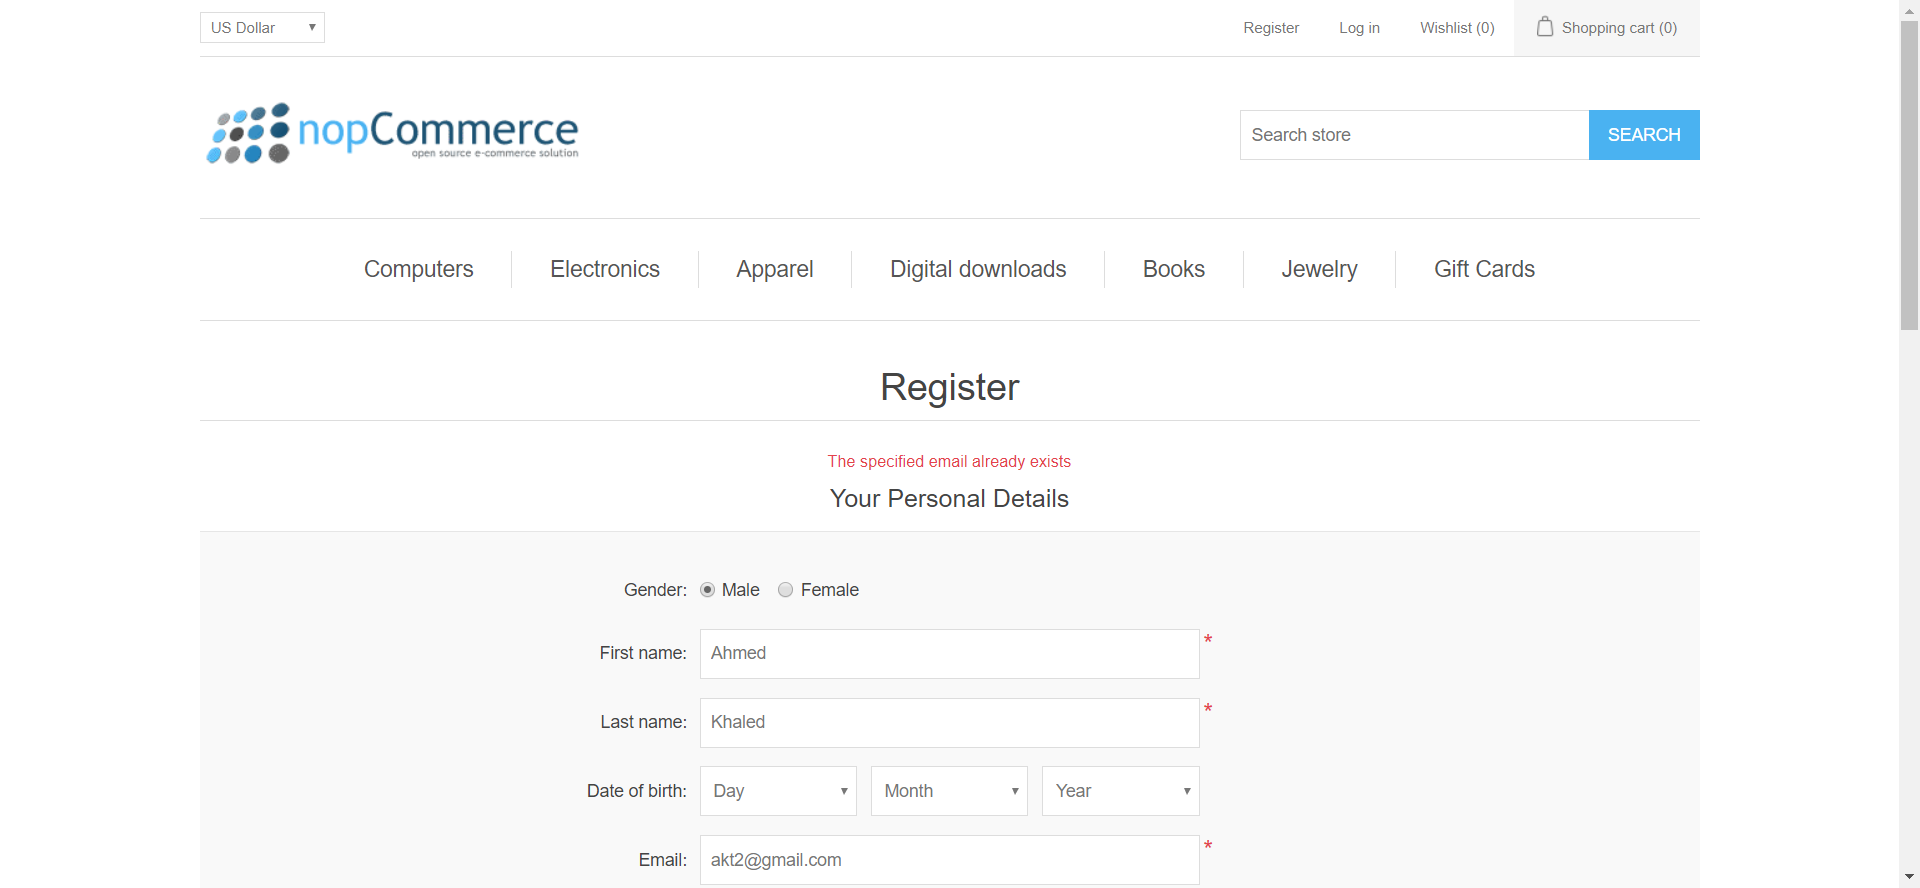 US Dollar
Register Log in Wishlist (0) Shopping cart (0)
nopCommerce
open source e-commerce solution
Search store SEARCH
Computers Electronics Apparel Digital downloads Books Jewelry Gift Cards
Register
The specified email already exists
Your Personal Details
Gender: Male Female
First name: Ahmed *
Last name: Khaled *
Date of birth: Day Month Year
Email: akt2@gmail.com *